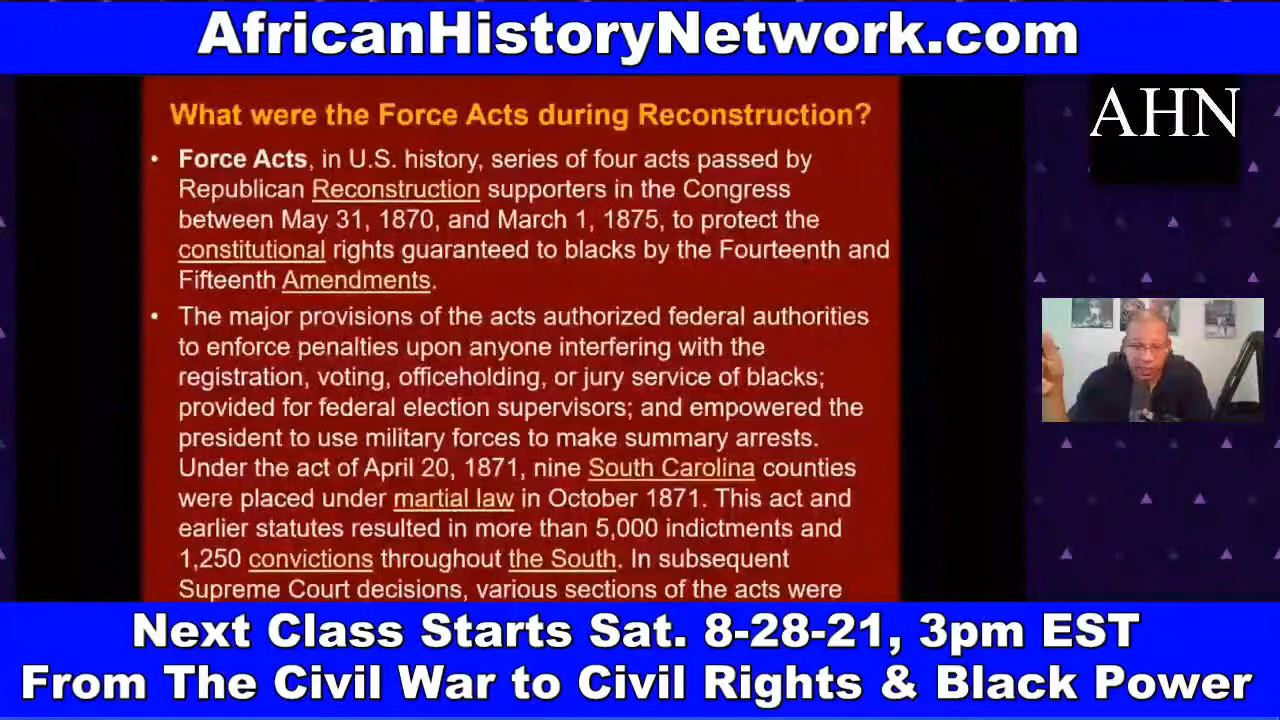 AfricanHistoryNetwork.com
AHN
What were the Force Acts during Reconstruction?
• Force Acts, in U.S. history, series of four acts passed by
Republican Reconstruction supporters in the Congress
between May 31, 1870, and March 1, 1875, to protect the
constitutional rights guaranteed to blacks by the Fourteenth and
Fifteenth Amendments.
• The major provisions of the acts authorized federal authorities
to enforce penalties upon anyone interfering with the
registration, voting, officeholding, or jury service of blacks;
provided for federal election supervisors; and empowered the
president to use military forces to make summary arrests.
Under the act of April 20, 1871, nine South Carolina counties
were placed under martial law in October 1871. This act and
earlier statutes resulted in more than 5,000 indictments and
1,250 convictions throughout the South. In subsequent
Supreme Court decisions, various sections of the acts were
Next Class Starts Sat. 8-28-21, 3pm EST
From The Civil War to Civil Rights & Black Power